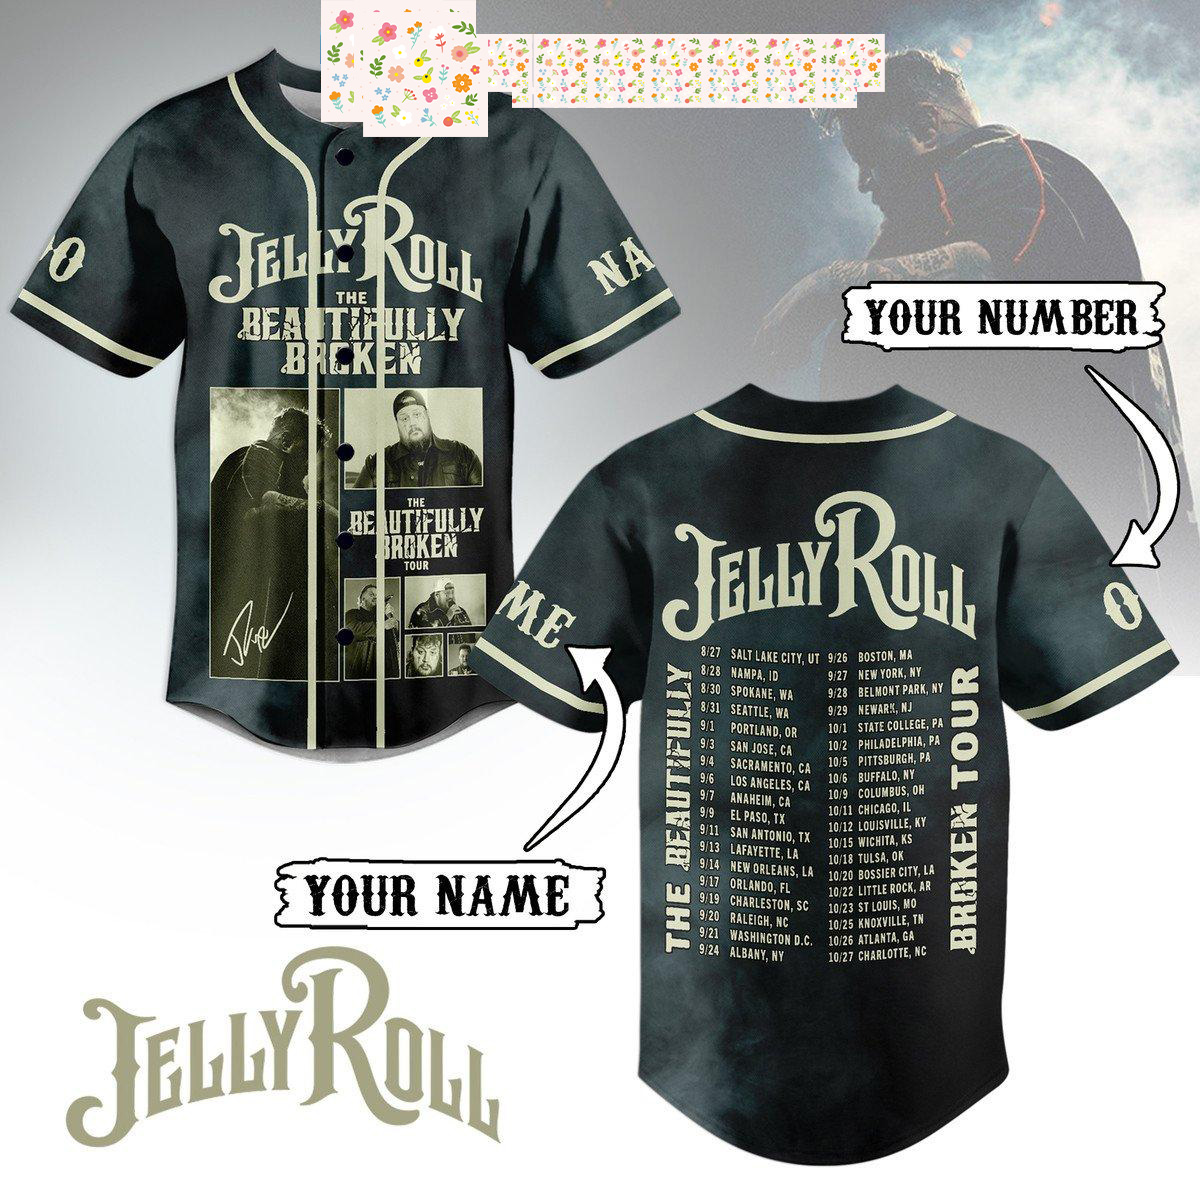 JELLY ROLL
THE
BEAUTIFULLY
BROKEN
THE
BEAUTIFULLY
BROKEN
TOUR
0
NA
YOUR NUMBER
JELLY ROLL
ME
0
THE BEAUTIFULLY
BROKEN TOUR
8/27 SALT LAKE CITY, UT
8/28 NAMPA, ID
8/30 SPOKANE, WA
8/31 SEATTLE, WA
9/1 PORTLAND, OR
9/3 SAN JOSE, CA
9/4 SACRAMENTO, CA
9/6 LOS ANGELES, CA
9/7 ANAHEIM, CA
9/9 EL PASO, TX
9/11 SAN ANTONIO, TX
9/13 LAFAYETTE, LA
9/14 NEW ORLEANS, LA
9/17 ORLANDO, FL
9/19 CHARLESTON, SC
9/20 RALEIGH, NC
9/21 WASHINGTON D.C.
9/24 ALBANY, NY
9/26 BOSTON, MA
9/27 NEW YORK, NY
9/28 BELMONT PARK, NY
9/29 NEWARK, NJ
10/1 STATE COLLEGE, PA
10/2 PHILADELPHIA, PA
10/5 PITTSBURGH, PA
10/6 BUFFALO, NY
10/9 COLUMBUS, OH
10/11 CHICAGO, IL
10/12 LOUISVILLE, KY
10/15 WICHITA, KS
10/18 TULSA, OK
10/20 BOSSIER CITY, LA
10/22 LITTLE ROCK, AR
10/23 ST LOUIS, MO
10/25 KNOXVILLE, TN
10/26 ATLANTA, GA
10/27 CHARLOTTE, NC
YOUR NAME
JELLY ROLL